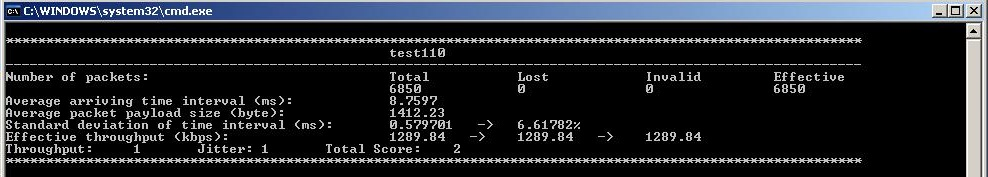 C:\WINDOWS\system32\cmd.exe
***********************************************************************************************************
test110
-----------------------------------------------------------------------------------------------------------
Number of packets: Total Lost Invalid Effective
6850 0 0 6850
Average arriving time interval (ms): 8.7597
Average packet payload size (byte): 1412.23
Standard deviation of time interval (ms): 0.579701 -> 6.61782%
Effective throughput (kbps): 1289.84 -> 1289.84 -> 1289.84
Throughput: 1 Jitter: 1 Total Score: 2
***********************************************************************************************************